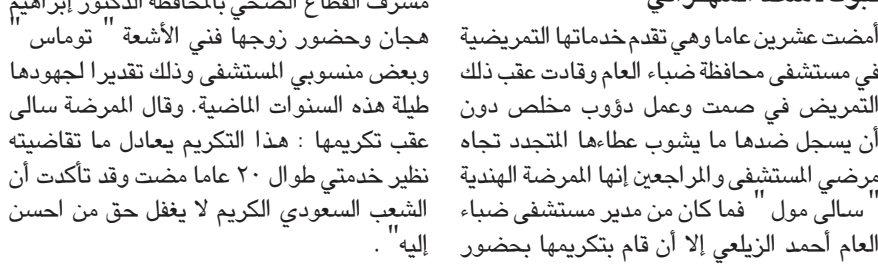 أمضت عشرين عاما وهي تقدم خدماتها التمريضية
في مستشفى محافظة ضباء العام وقادت عقب ذلك
التمريض في صمت وعمل دؤوب مخلص دون
أن يسجل ضدها ما يشوب عطاءها المتجدد تجاه
مرضي المستشفى والمراجعين إنها الممرضة الهندية
" سالى مول " فما كان من مدير مستشفى ضباء
العام أحمد الزيلعي إلا أن قام بتكريمها بحضور
مشرف القطاع الصحي بالمحافظة الدكتور إبراهيم
هجان وحضور زوجها فني الأشعة " توماس "
وبعض منسوبي المستشفى وذلك تقديرا لجهودها
طيلة هذه السنوات الماضية. وقال الممرضة سالى
عقب تكريمها : هذا التكريم يعادل ما تقاضيته
نظير خدمتي طوال ٢٠ عاما مضت وقد تأكدت أن
الشعب السعودي الكريم لا يغفل حق من احسن
إليه" .